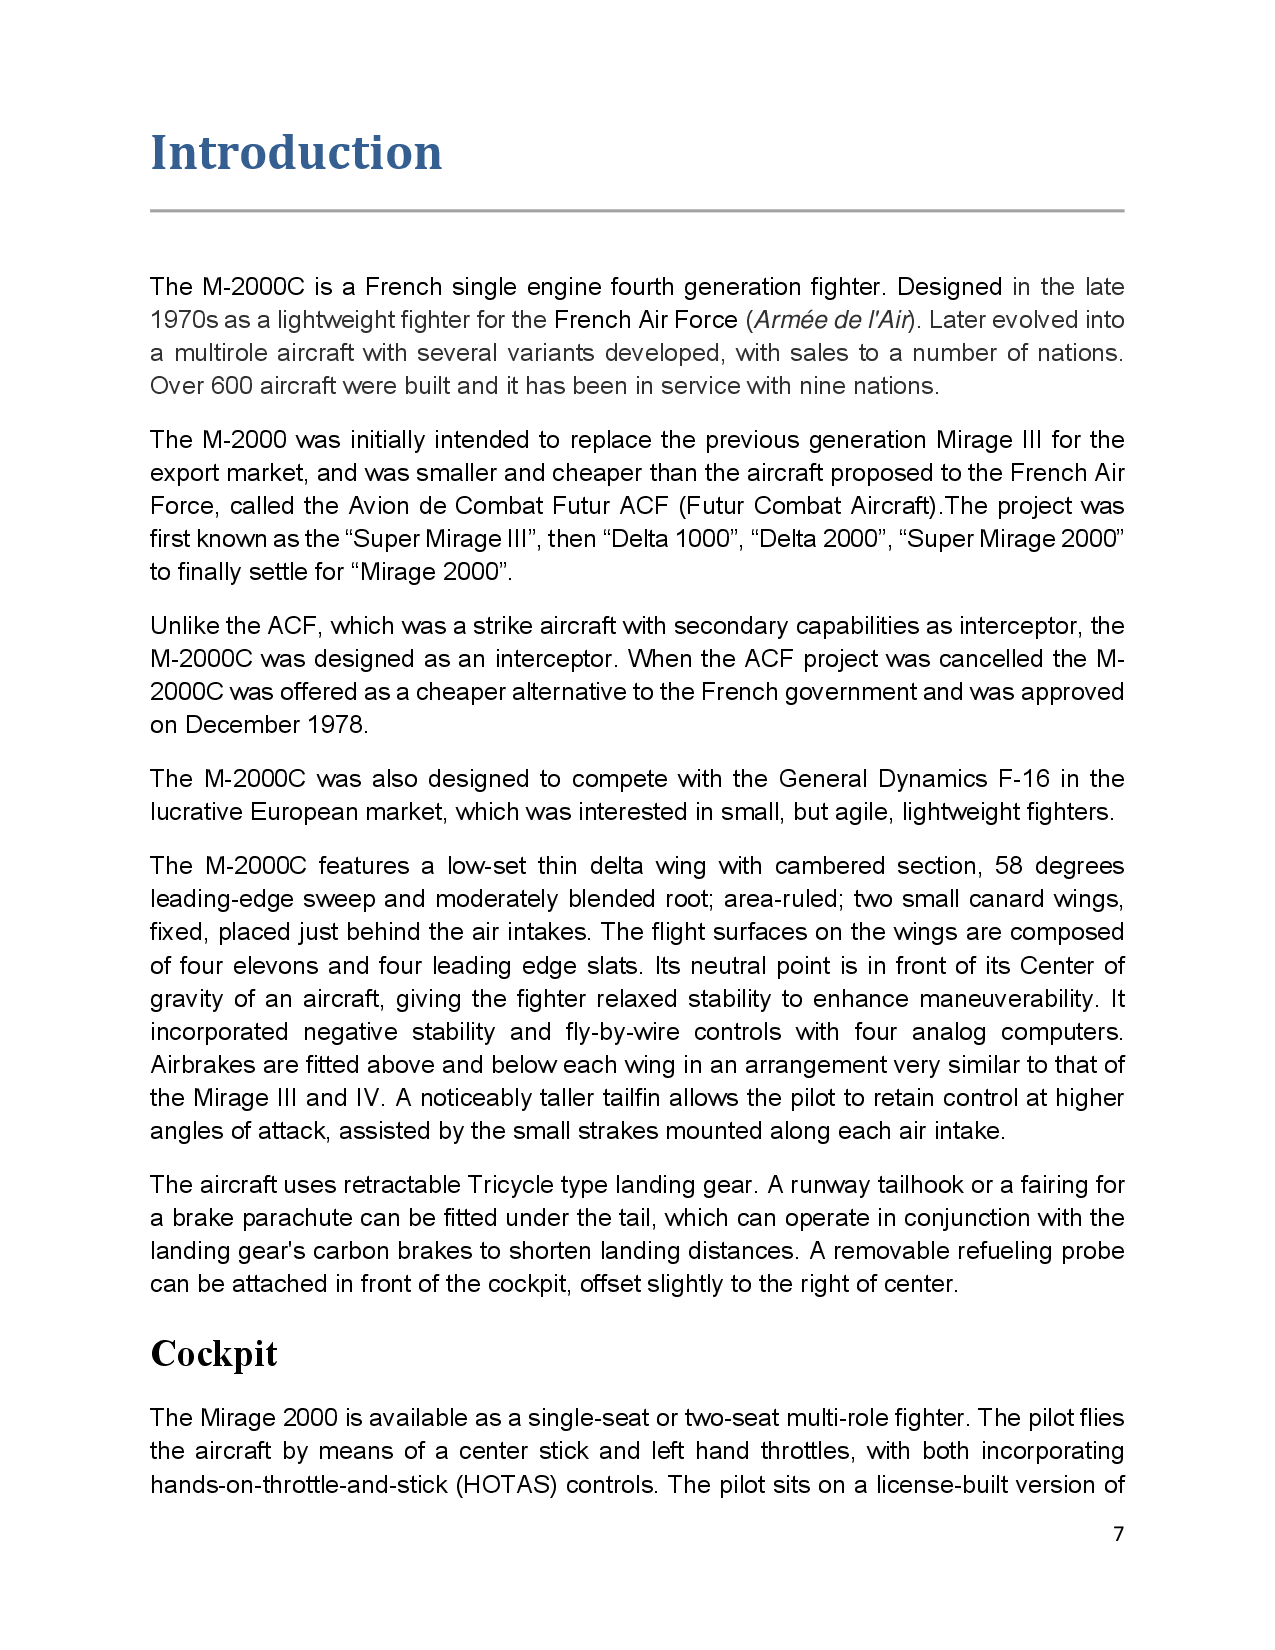 Introduction
The M-2000C is a French single engine fourth generation fighter. Designed in the late
1970s as a lightweight fighter for the French Air Force (Armée de l'Air). Later evolved into
a multirole aircraft with several variants developed, with sales to a number of nations.
Over 600 aircraft were built and it has been in service with nine nations.
The M-2000 was initially intended to replace the previous generation Mirage III for the
export market, and was smaller and cheaper than the aircraft proposed to the French Air
Force, called the Avion de Combat Futur ACF (Futur Combat Aircraft).The project was
first known as the “Super Mirage III”, then “Delta 1000”, “Delta 2000”, “Super Mirage 2000”
to finally settle for “Mirage 2000”.
Unlike the ACF, which was a strike aircraft with secondary capabilities as interceptor, the
M-2000C was designed as an interceptor. When the ACF project was cancelled the M-
2000C was offered as a cheaper alternative to the French government and was approved
on December 1978.
The M-2000C was also designed to compete with the General Dynamics F-16 in the
lucrative European market, which was interested in small, but agile, lightweight fighters.
The M-2000C features a low-set thin delta wing with cambered section, 58 degrees
leading-edge sweep and moderately blended root; area-ruled; two small canard wings,
fixed, placed just behind the air intakes. The flight surfaces on the wings are composed
of four elevons and four leading edge slats. Its neutral point is in front of its Center of
gravity of an aircraft, giving the fighter relaxed stability to enhance maneuverability. It
incorporated negative stability and fly-by-wire controls with four analog computers.
Airbrakes are fitted above and below each wing in an arrangement very similar to that of
the Mirage III and IV. A noticeably taller tailfin allows the pilot to retain control at higher
angles of attack, assisted by the small strakes mounted along each air intake.
The aircraft uses retractable Tricycle type landing gear. A runway tailhook or a fairing for
a brake parachute can be fitted under the tail, which can operate in conjunction with the
landing gear's carbon brakes to shorten landing distances. A removable refueling probe
can be attached in front of the cockpit, offset slightly to the right of center.
Cockpit
The Mirage 2000 is available as a single-seat or two-seat multi-role fighter. The pilot flies
the aircraft by means of a center stick and left hand throttles, with both incorporating
hands-on-throttle-and-stick (HOTAS) controls. The pilot sits on a license-built version of
7